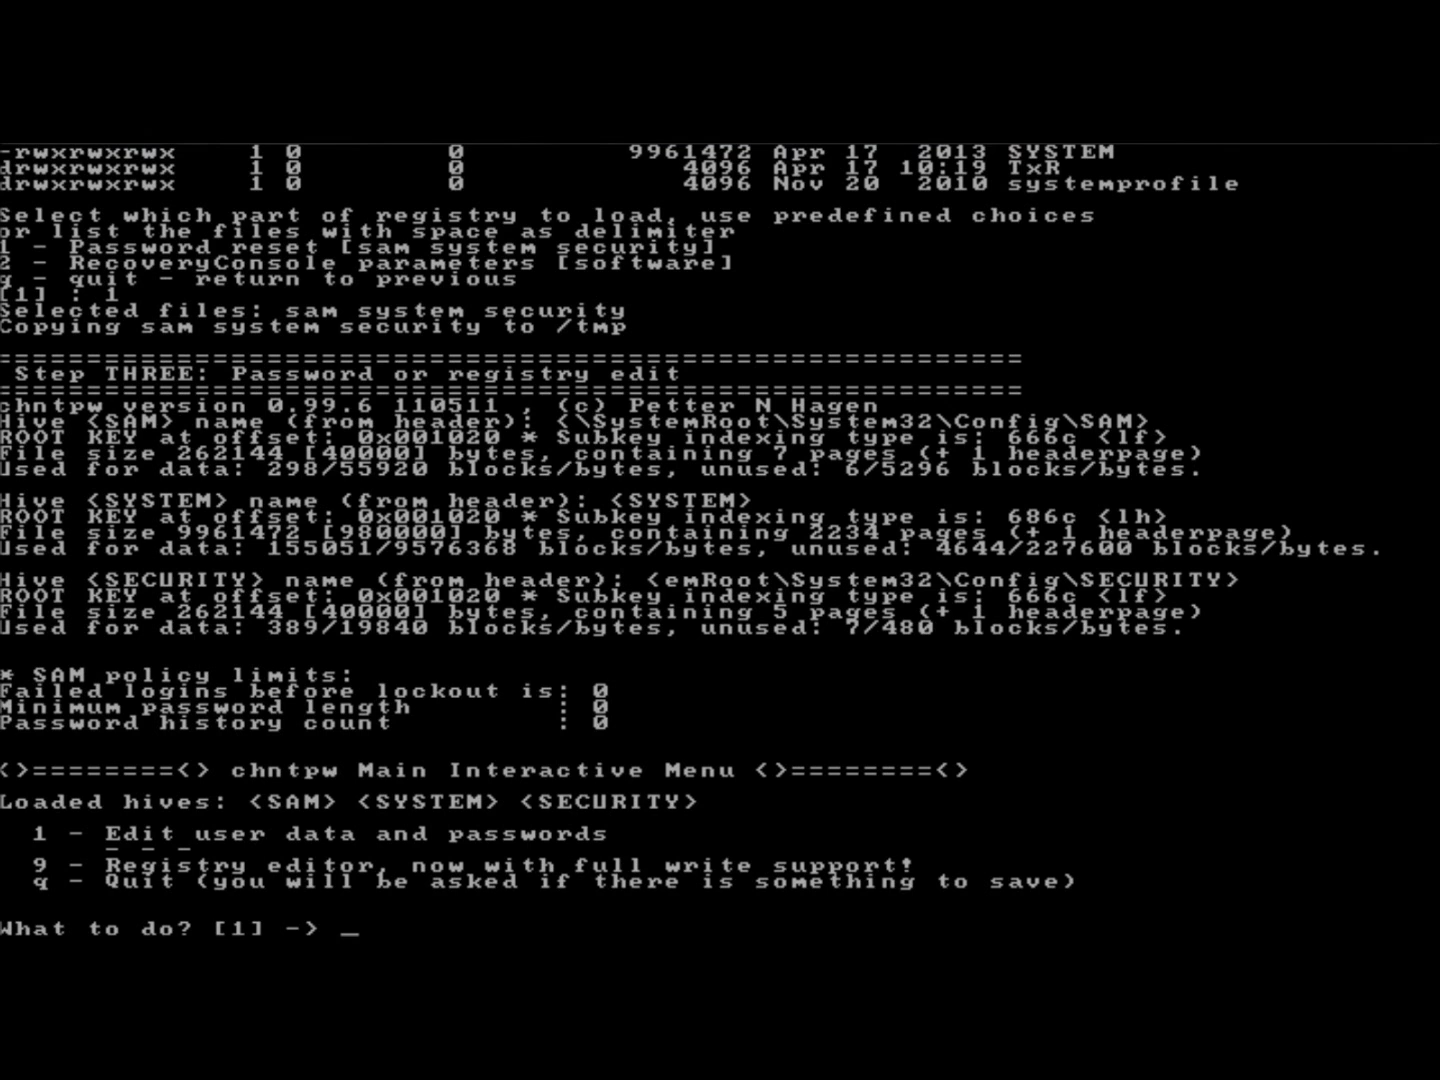 -rwxrwxrwx 1 0 0 9961472 Apr 17 2013 SYSTEM
drwxrwxrwx 1 0 0 4096 Apr 17 10:19 TxR
drwxrwxrwx 1 0 0 4096 Nov 20 2010 systemprofile
Select which part of registry to load, use predefined choices
or list the files with space as delimiter
1 - Password reset [sam system security]
2 - RecoveryConsole parameters [software]
q - quit - return to previous
[1] : 1
Selected files: sam system security
Copying sam system security to /tmp
=========================================================
Step THREE: Password or registry edit
=========================================================
chntpw version 0.99.6 110511 , (c) Petter N Hagen
Hive <SAM> name (from header): <\SystemRoot\System32\Config\SAM>
ROOT KEY at offset: 0x001020 * Subkey indexing type is: 666c <lf>
File size 262144 [40000] bytes, containing 7 pages (+ 1 headerpage)
Used for data: 298/55920 blocks/bytes, unused: 6/5296 blocks/bytes.
Hive <SYSTEM> name (from header): <SYSTEM>
ROOT KEY at offset: 0x001020 * Subkey indexing type is: 686c <lh>
File size 9961472 [980000] bytes, containing 2234 pages (+ 1 headerpage)
Used for data: 155051/9576368 blocks/bytes, unused: 4644/227600 blocks/bytes.
Hive <SECURITY> name (from header): <emRoot\System32\Config\SECURITY>
ROOT KEY at offset: 0x001020 * Subkey indexing type is: 666c <lf>
File size 262144 [40000] bytes, containing 5 pages (+ 1 headerpage)
Used for data: 389/19840 blocks/bytes, unused: 7/480 blocks/bytes.
* SAM policy limits:
Failed logins before lockout is: 0
Minimum password length : 0
Password history count : 0
<>========<> chntpw Main Interactive Menu <>========<>
Loaded hives: <SAM> <SYSTEM> <SECURITY>
1 - Edit user data and passwords
- - -
9 - Registry editor, now with full write support!
q - Quit (you will be asked if there is something to save)
What to do? [1] -> _